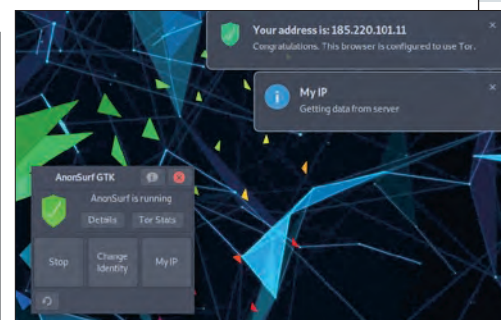 Your address is: 185.220.101.11
Congratulations. This browser is configured to use Tor.
My IP
Getting data from server
AnonSurf GTK
AnonSurf is running
Details Tor Stats
Stop Change Identity My IP